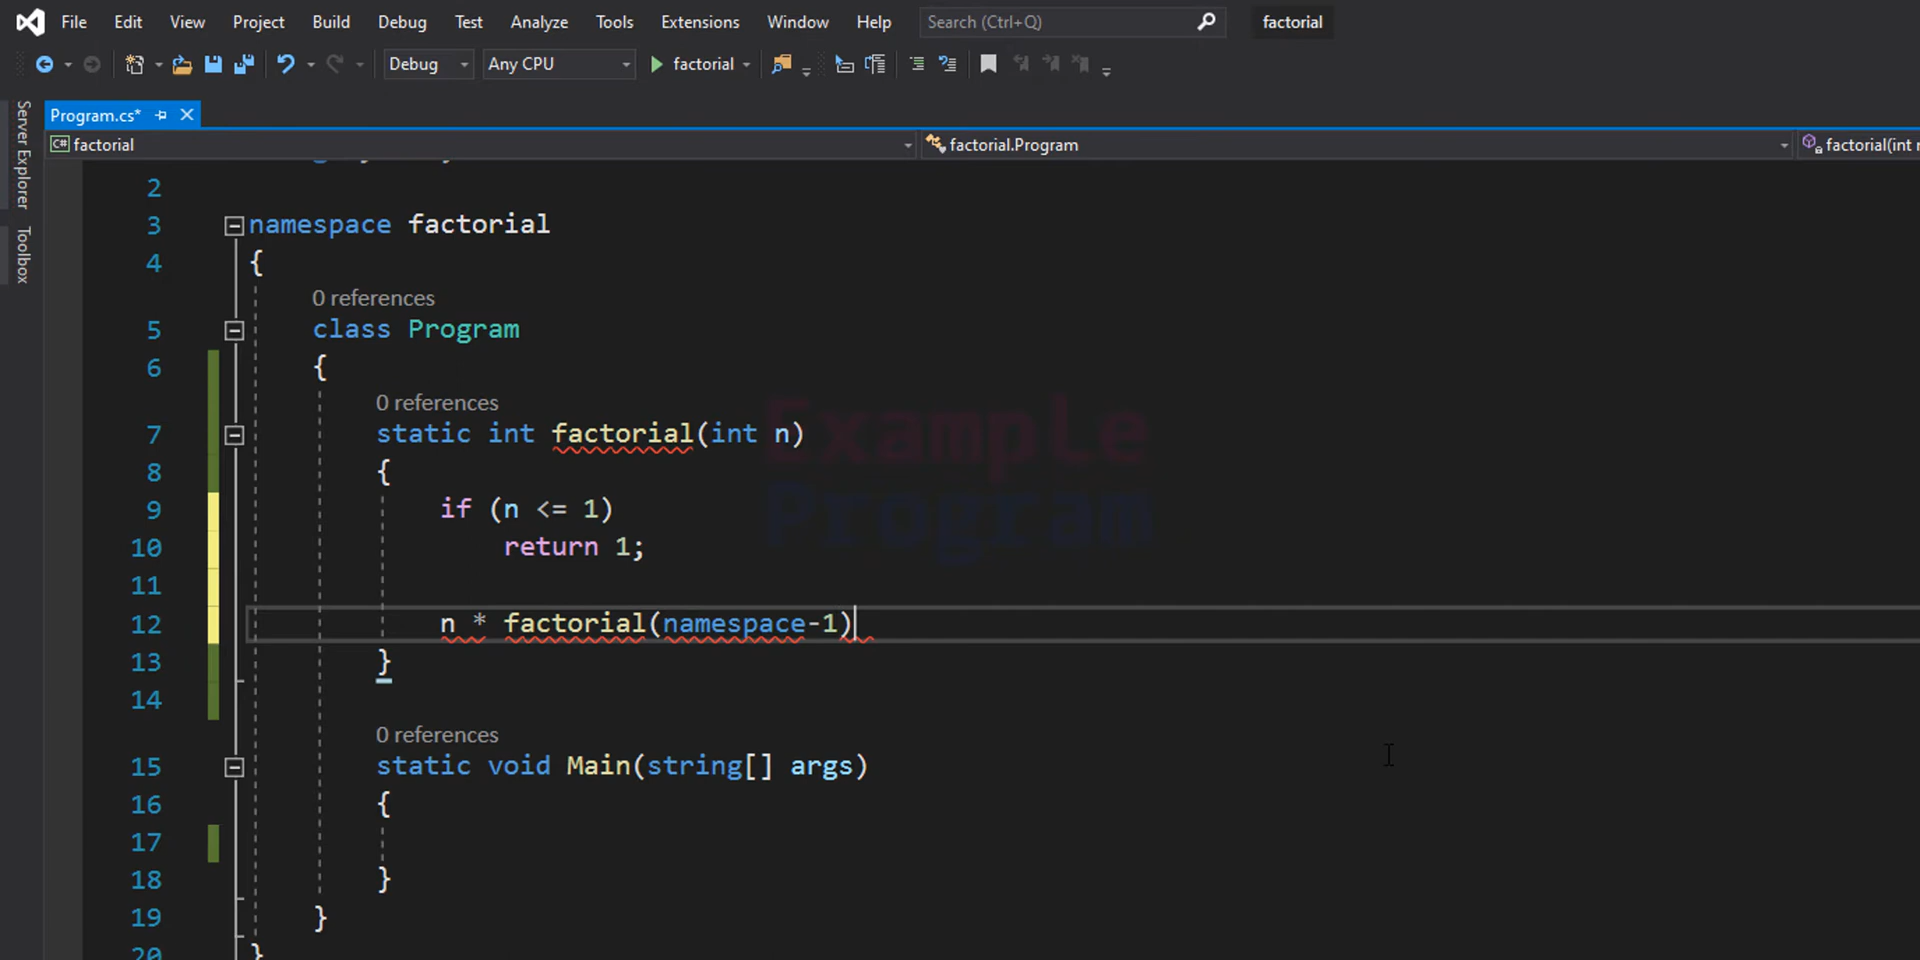 File Edit View Project Build Debug Test Analyze Tools Extensions Window Help Search (Ctrl+Q) factorial
Debug Any CPU factorial
Server Explorer
Toolbox
Program.cs*
C# factorial factorial.Program factorial(int
2
3 namespace factorial
4 {
0 references
5 class Program
6 {
0 references
7 static int factorial(int n)
8 {
9 if (n <= 1)
10 return 1;
11
12 n * factorial(namespace-1)
13 }
14
0 references
15 static void Main(string[] args)
16 {
17
18 }
19 }
20 }
Example
Program